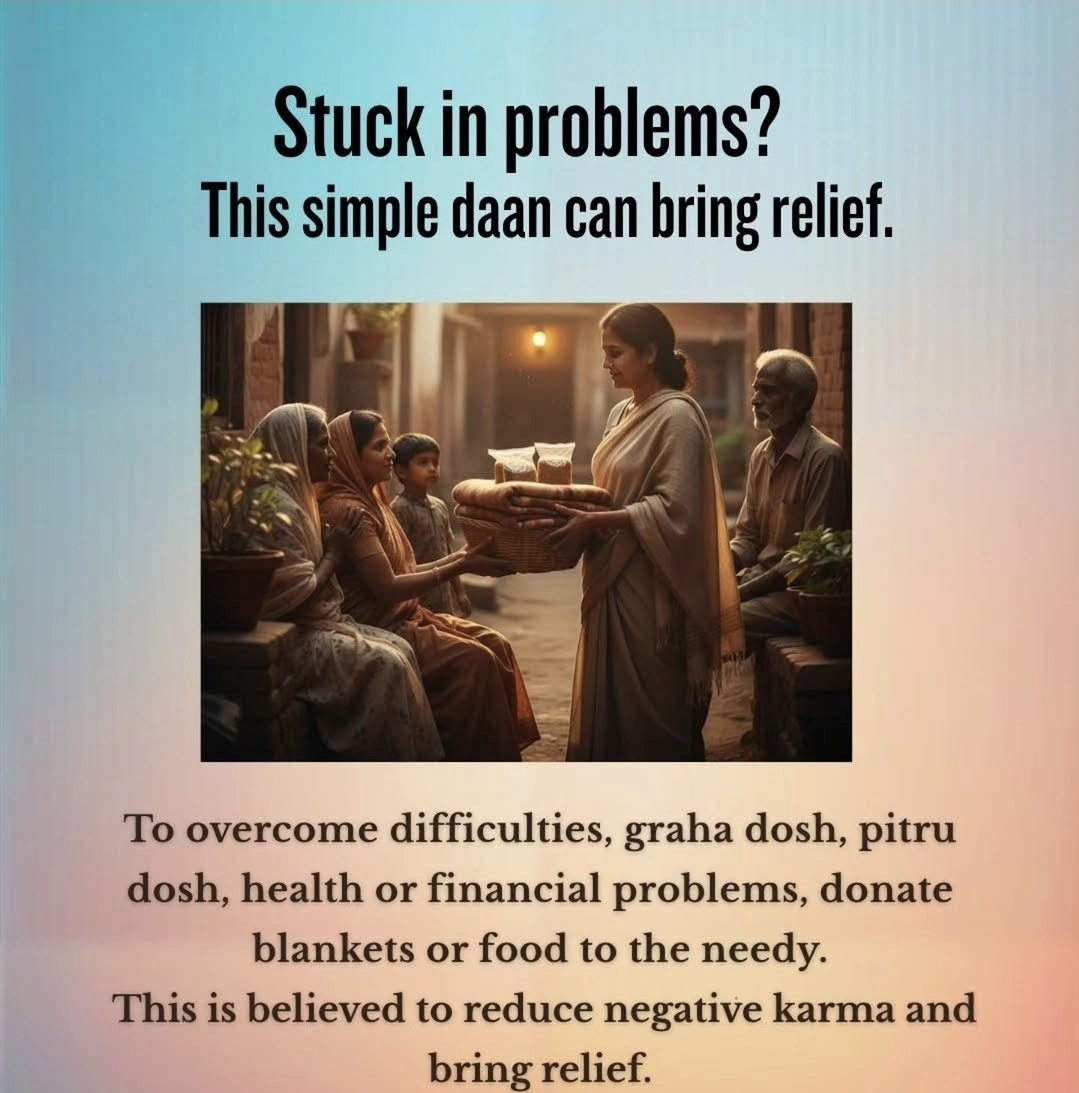 Stuck in problems?
This simple daan can bring relief.
To overcome difficulties, graha dosh, pitru
dosh, health or financial problems, donate
blankets or food to the needy.
This is believed to reduce negative karma and
bring relief.